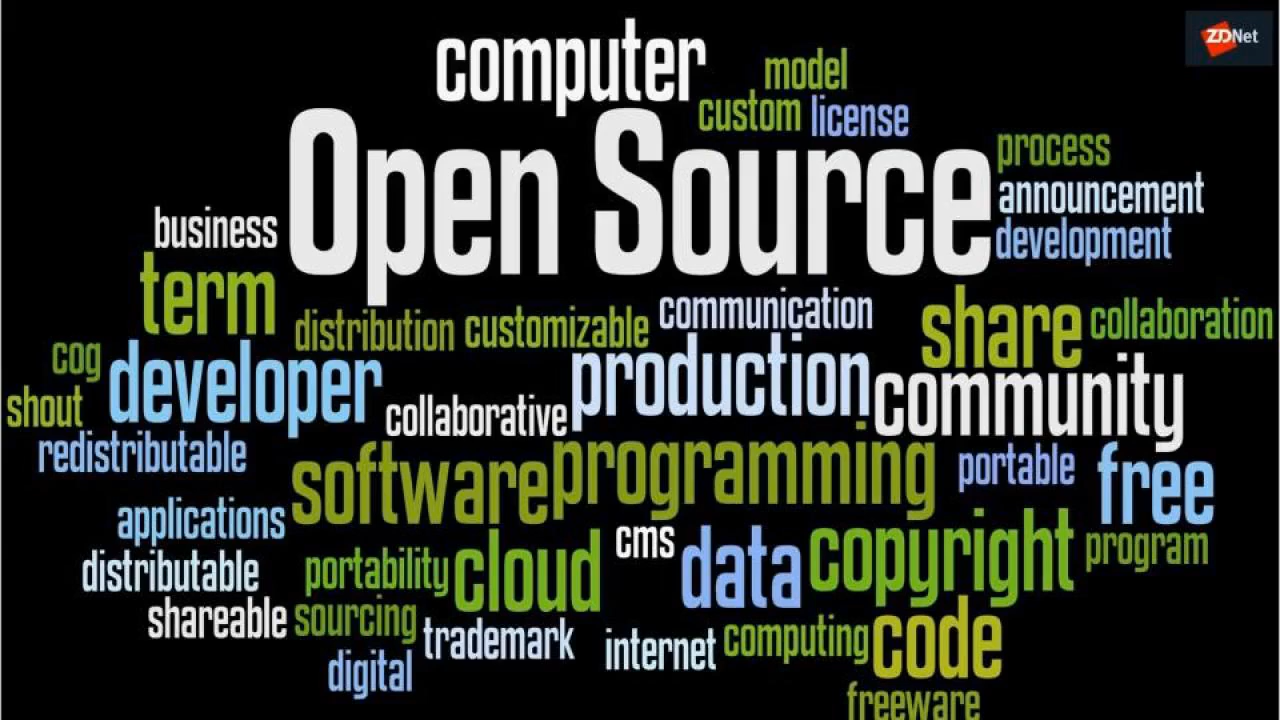 computer
ZDNet
model
custom license
Open Source
process
announcement
development
business
term
distribution customizable communication
share collaboration
cog
developer
production
community
shout
collaborative
redistributable
software programming
portable free
applications
cms
data
copyright
program
distributable
portability cloud
shareable sourcing
trademark
internet computing
code
digital
freeware